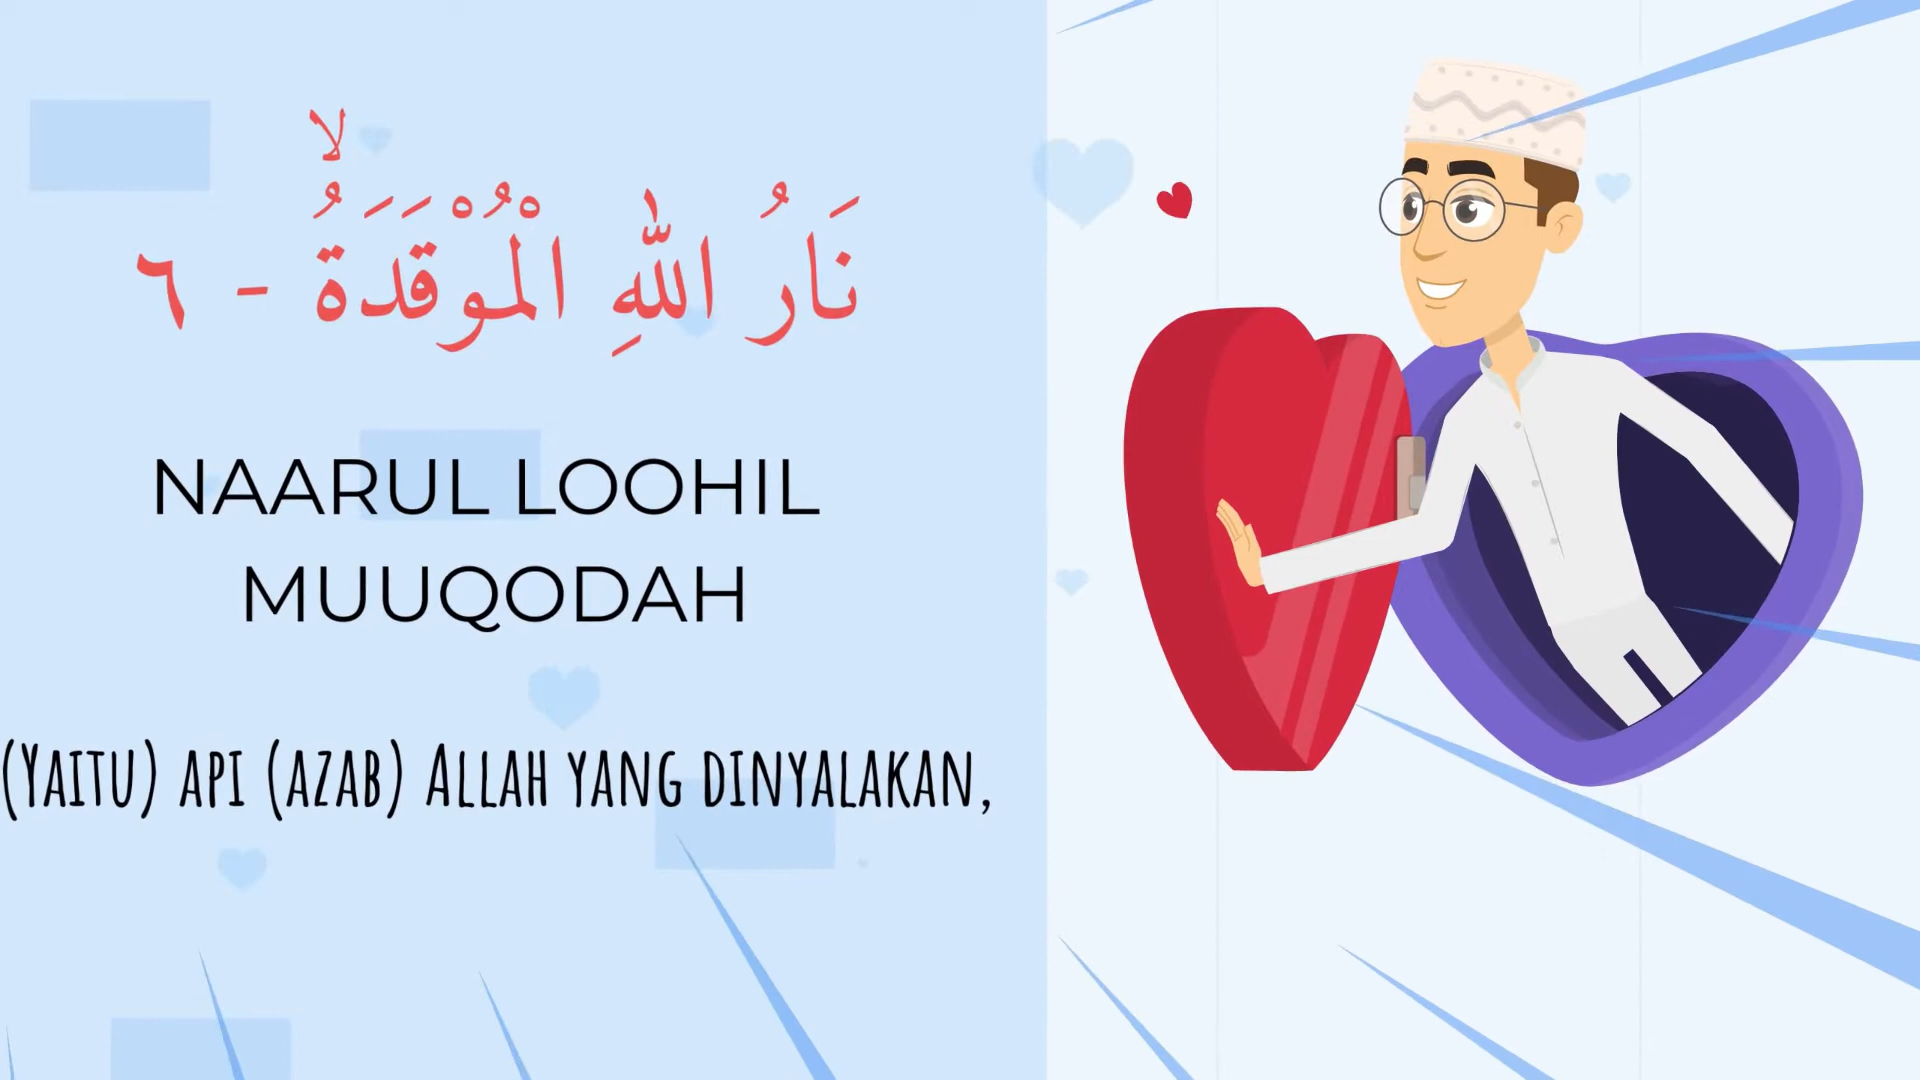 نَارُ اللّٰهِ الْمُوْقَدَةُ ۙ - ٦
NAARUL LOOHIL
MUUQODAH
(Yaitu) api (azab) Allah yang dinyalakan,